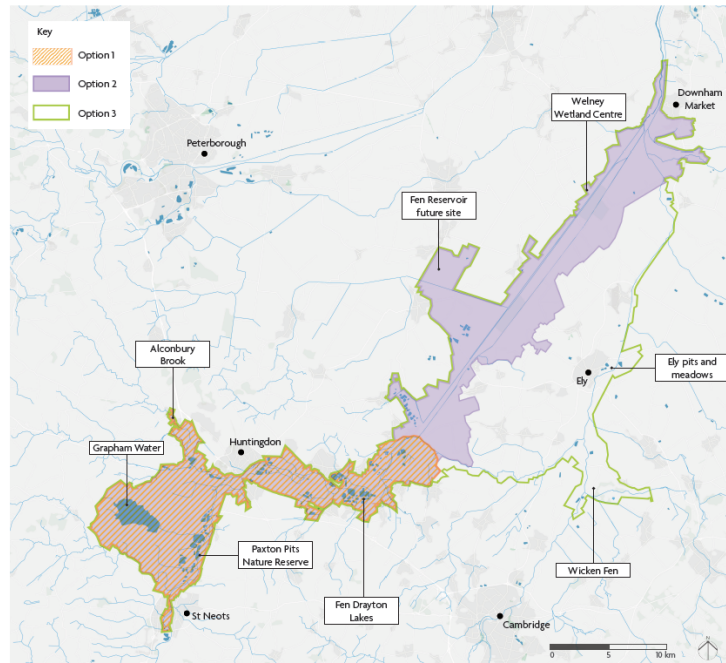 Key
Option 1
Option 2
Option 3
Downham
Market
Welney
Wetland Centre
Peterborough
Fen Reservoir
future site
Alconbury
Brook
Ely pits and
meadows
Ely
Grapham Water
Huntingdon
Paxton Pits
Nature Reserve
Wicken Fen
Fen Drayton
Lakes
St Neots
Cambridge
0
5
10 km
N